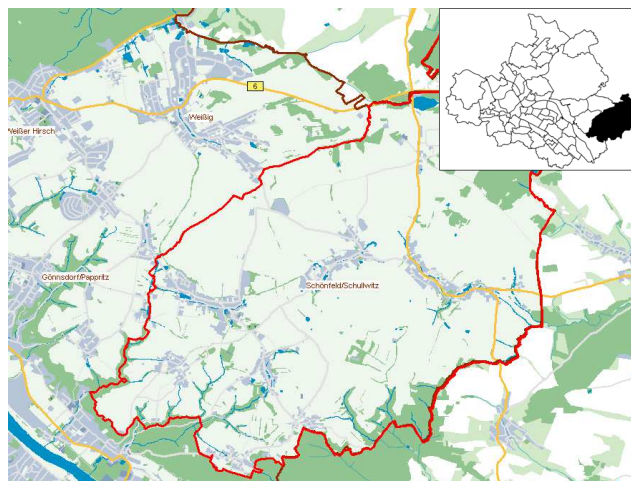 6
Weißig
Weißer Hirsch
Gönnsdorf/Pappritz
Schönfeld/Schullwitz